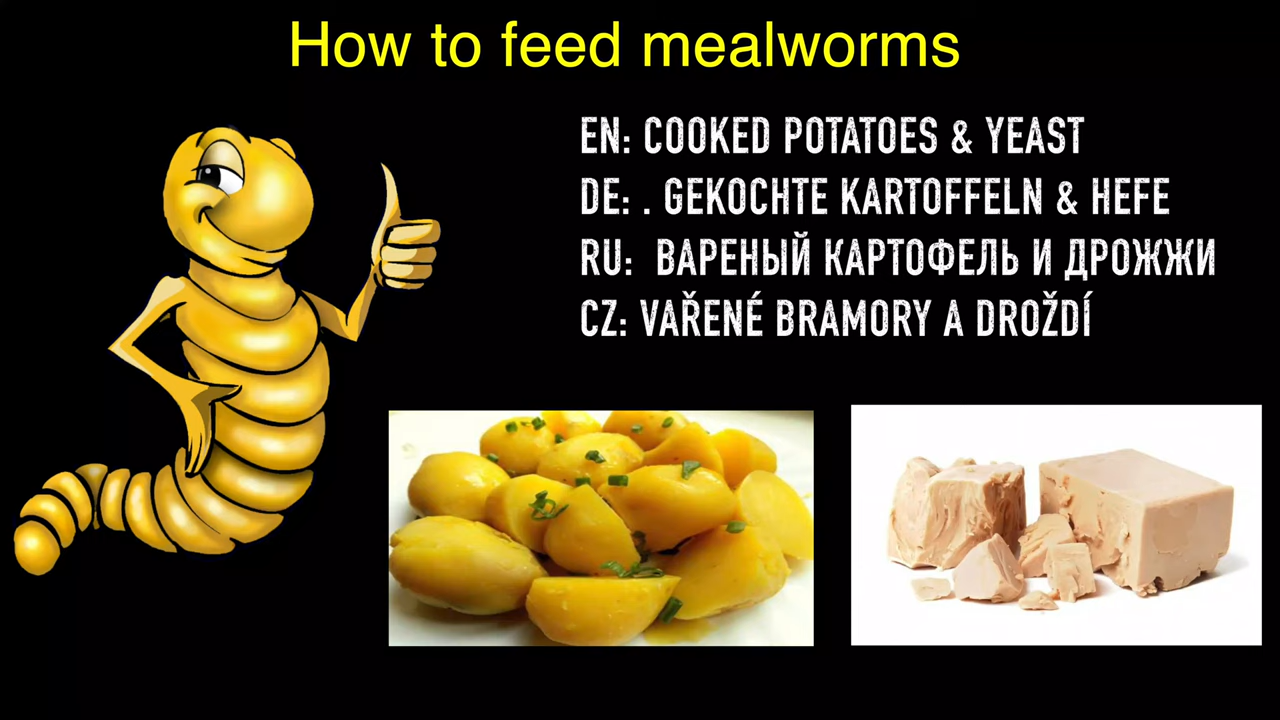 How to feed mealworms
EN: COOKED POTATOES & YEAST
DE: . GEKOCHTE KARTOFFELN & HEFE
RU: ВАРЕНЫЙ КАРТОФЕЛЬ И ДРОЖЖИ
CZ: VAŘENÉ BRAMORY A DROŽDÍ